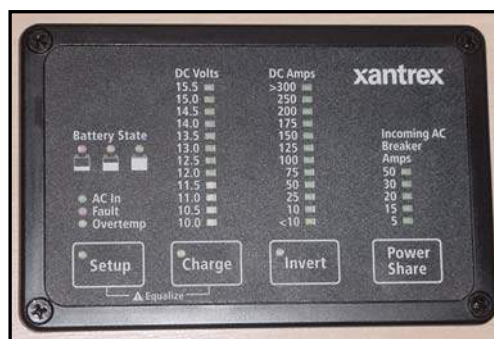 xantrex
DC Volts
15.5
15.0
14.5
14.0
13.5
13.0
12.5
12.0
11.5
11.0
10.5
10.0
DC Amps
>300
250
200
175
150
125
100
75
50
25
10
<10
Battery State
AC In
Fault
Overtemp
Incoming AC
Breaker
Amps
50
30
20
15
5
Setup
Charge
Invert
Power
Share
Equalize